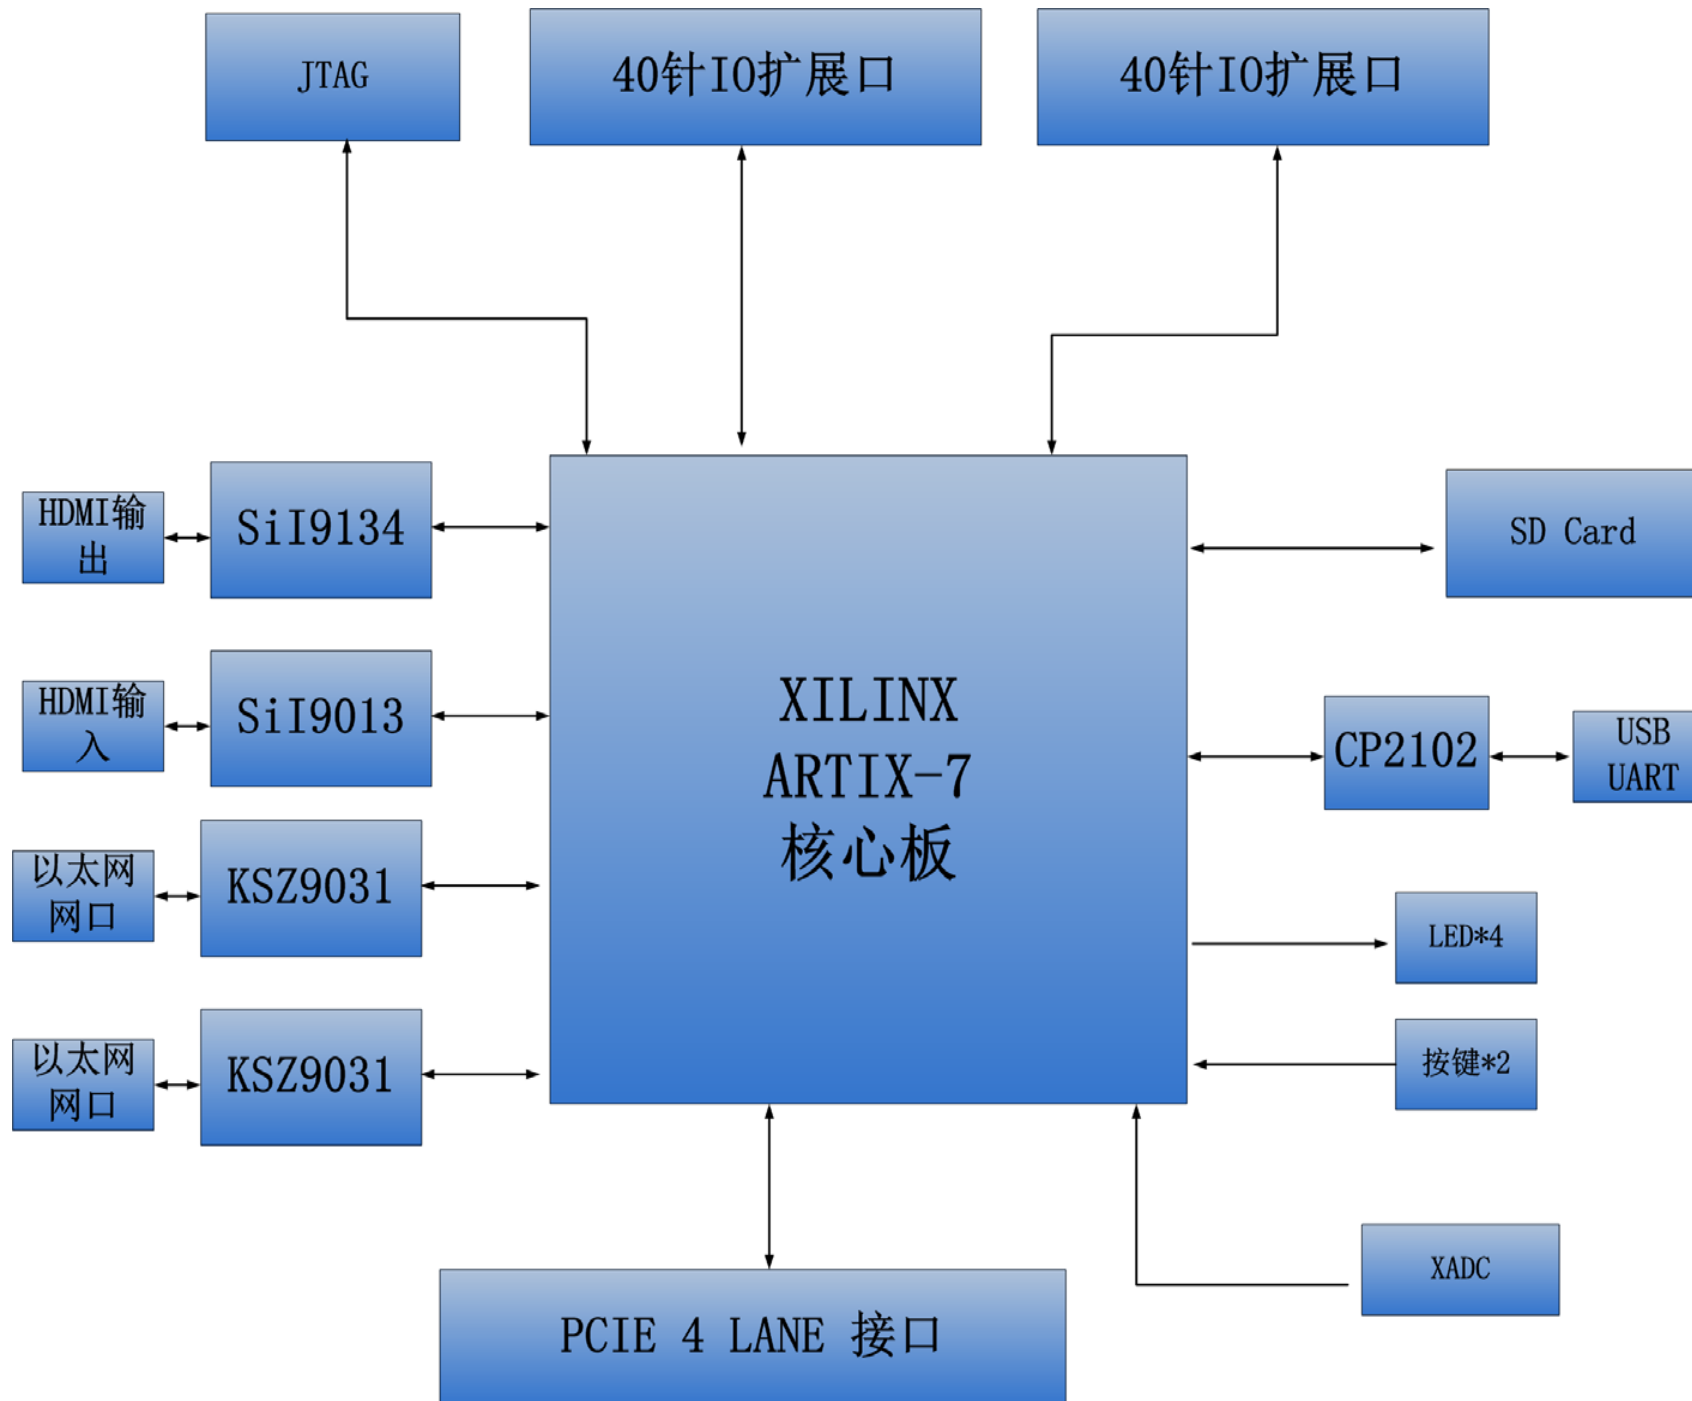 JTAG
40针IO扩展口
40针IO扩展口
HDMI输
出
SiI9134
SD Card
HDMI输
入
SiI9013
XILINX
ARTIX-7
核心板
CP2102
USB
UART
以太网
网口
KSZ9031
LED*4
以太网
网口
KSZ9031
按键*2
XADC
PCIE 4 LANE 接口